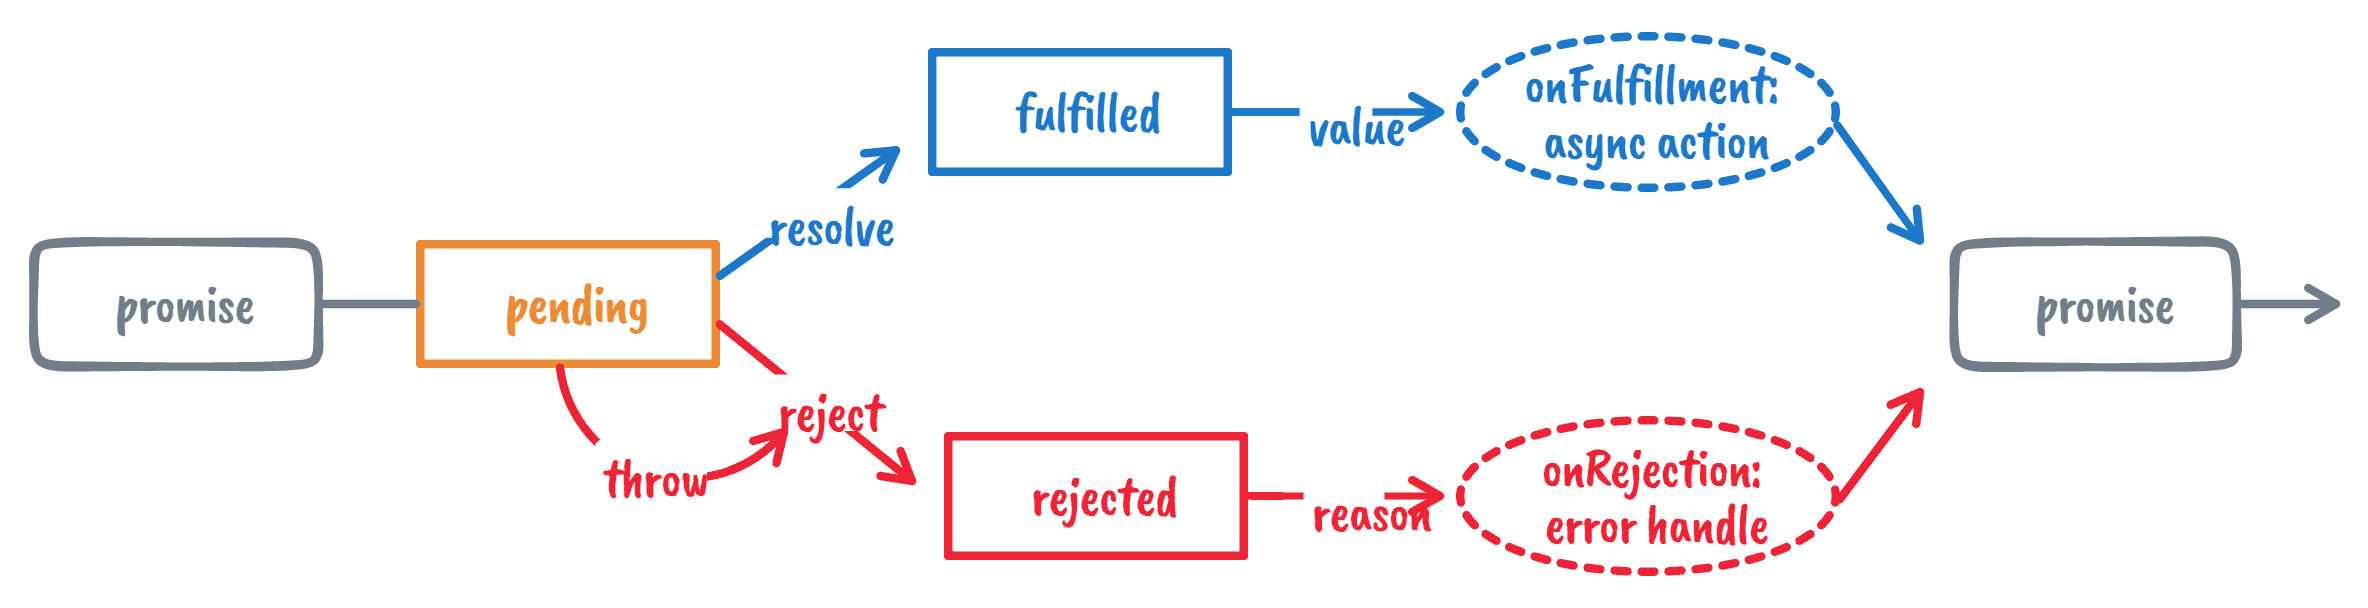 promise
pending
resolve
fulfilled
value
onFulfillment:
async action
throw
reject
rejected
reason
onRejection:
error handle
promise